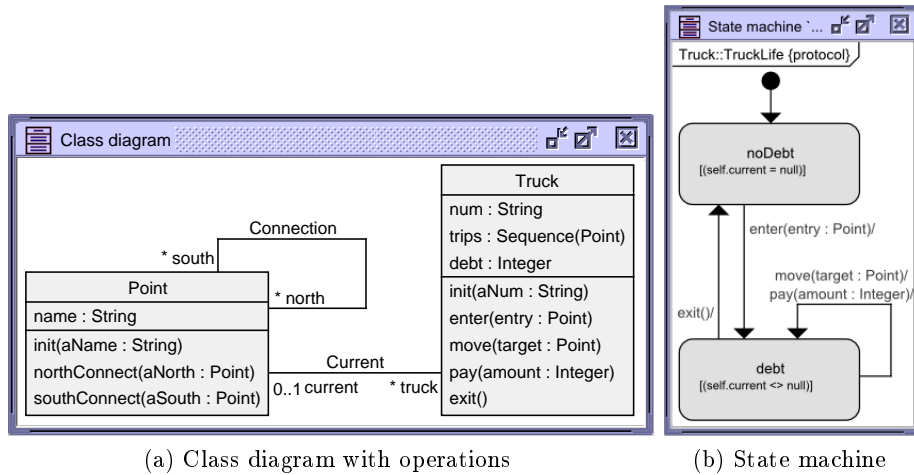 Class diagram
Truck
num : String
trips : Sequence(Point)
debt : Integer
init(aNum : String)
enter(entry : Point)
move(target : Point)
pay(amount : Integer)
exit()
Connection
* south
* north
Point
name : String
init(aName : String)
northConnect(aNorth : Point)
southConnect(aSouth : Point)
Current
0..1 current
* truck
(a) Class diagram with operations
State machine `...
Truck::TruckLife {protocol}
noDebt
[(self.current = null)]
enter(entry : Point)/
move(target : Point)/
pay(amount : Integer)/
exit()/
debt
[(self.current <> null)]
(b) State machine